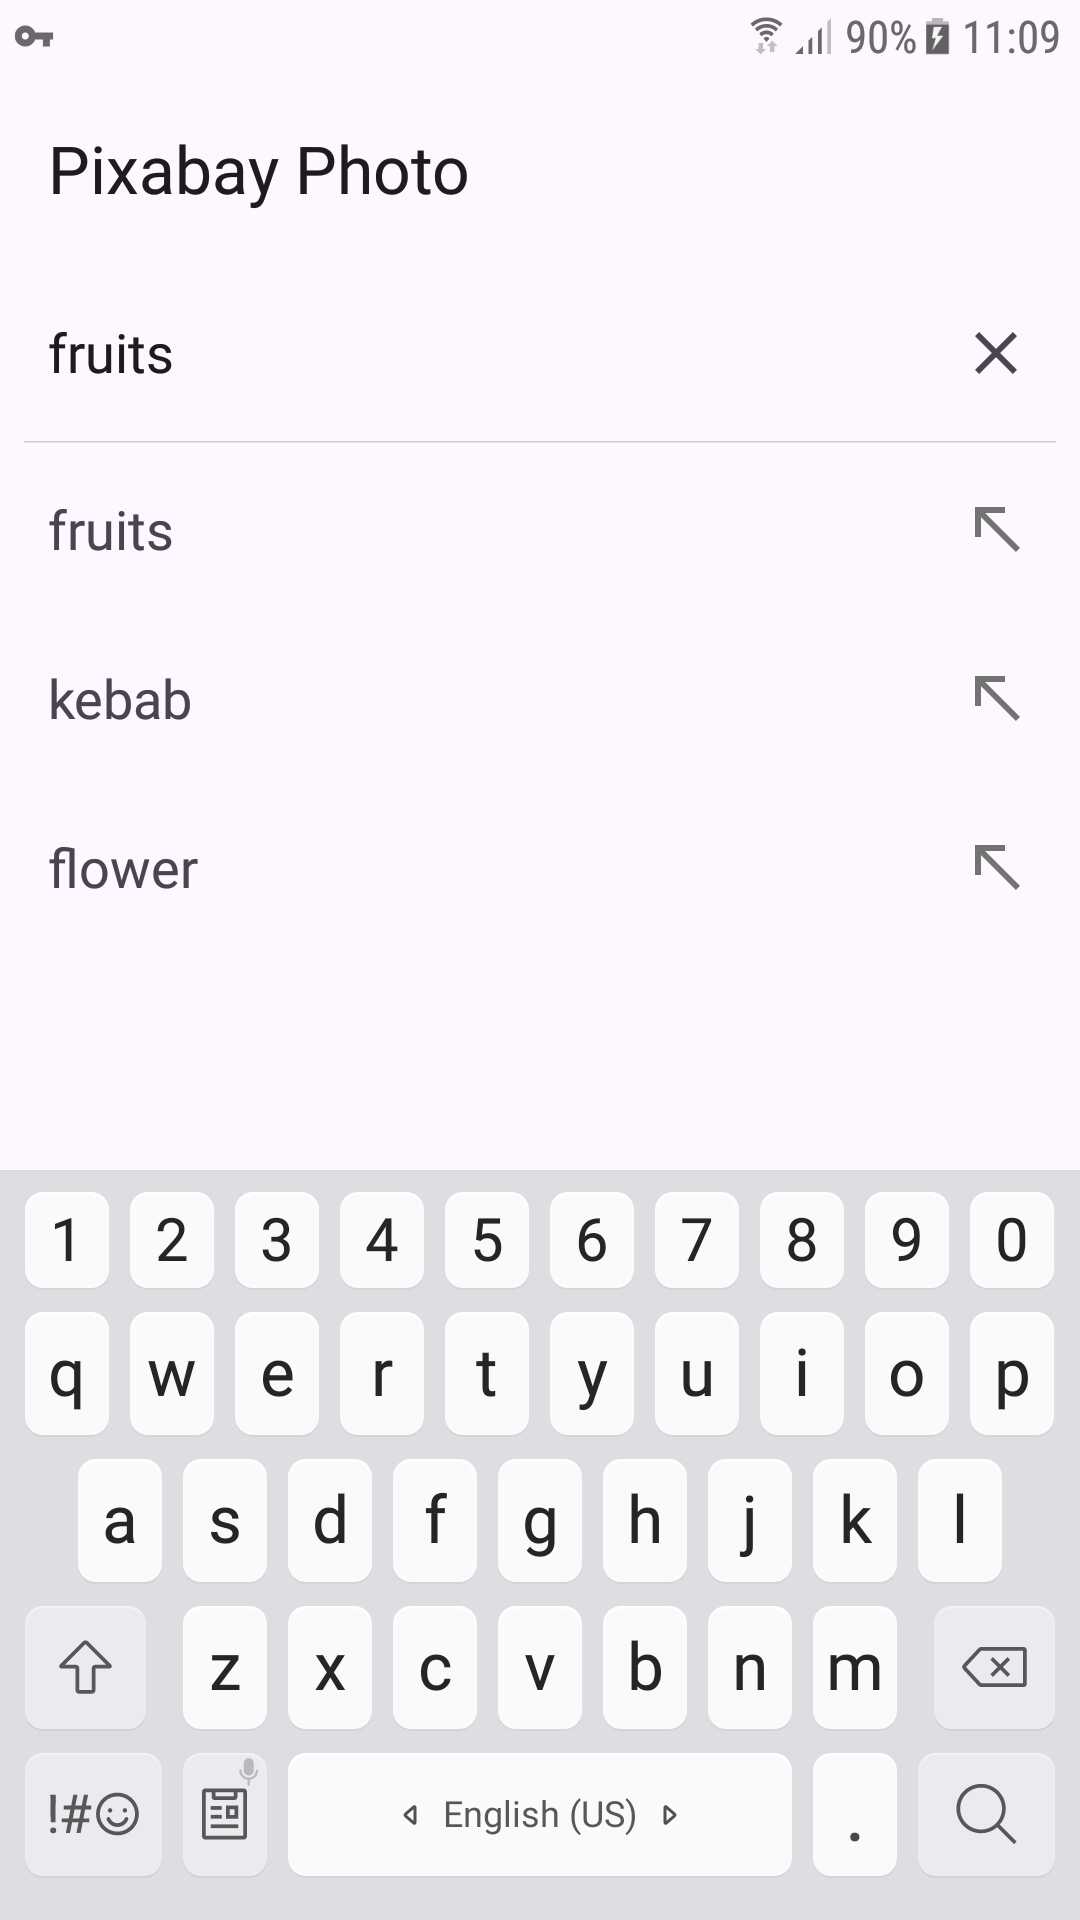 90% 11:09
Pixabay Photo
fruits
fruits
kebab
flower
1 2 3 4 5 6 7 8 9 0
q w e r t y u i o p
a s d f g h j k l
z x c v b n m
!# English (US) .